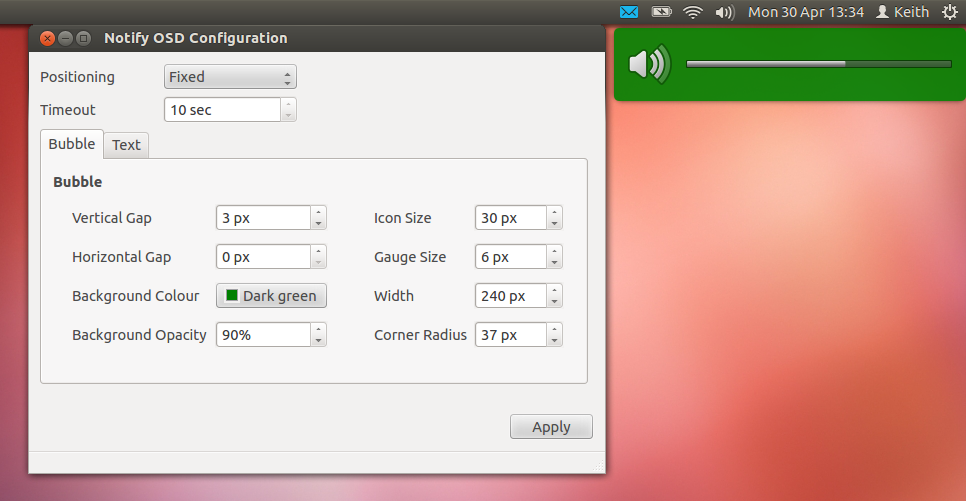 Mon 30 Apr 13:34 Keith
Notify OSD Configuration
Positioning Fixed
Timeout 10 sec
Bubble Text
Bubble
Vertical Gap 3 px Icon Size 30 px
Horizontal Gap 0 px Gauge Size 6 px
Background Colour Dark green Width 240 px
Background Opacity 90% Corner Radius 37 px
Apply